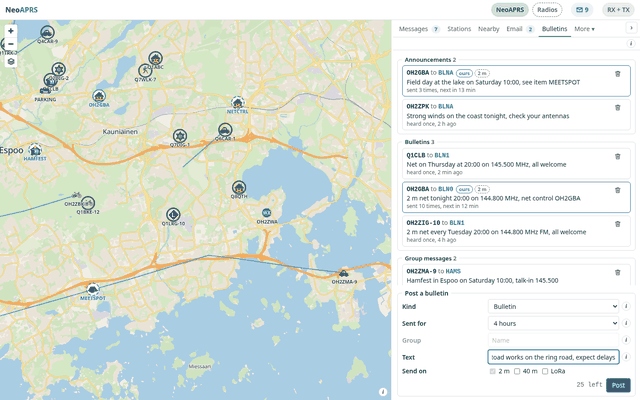 NeoAPRS
NeoAPRS
Radios
9
RX + TX
Messages 7
Stations
Nearby
Email 2
Bulletins
More
Announcements 2
OH2GBA to BLNA ours 2 m
Field day at the lake on Saturday 10:00, see item MEETSPOT
sent 3 times, next in 13 min
OH2ZPK to BLNA
Strong winds on the coast tonight, check your antennas
heard once, 2 h ago
Bulletins 3
Q1CLB to BLN1
Net on Thursday at 20:00 on 145.500 MHz, all welcome
heard once, 2 min ago
OH2GBA to BLN0 ours 2 m
2 m net tonight 20:00 on 144.800 MHz, net control OH2GBA
sent 10 times, next in 12 min
OH2ZIG-10 to BLN1
2 m net every Tuesday 20:00 on 144.800 MHz FM, all welcome
heard once, 4 h ago
Group messages 2
OH2ZMA-9 to HAMS
Hamfest in Espoo on Saturday 10:00, talk-in 145.500
Post a bulletin
Kind Bulletin
Sent for 4 hours
Group Name
Text oad works on the ring road, expect delays
Send on 2 m 40 m LoRa
25 left Post
Q4CAR-9
Q7WLK-7
PARKING
OH2GBA
NETCTRL
Kauniainen
Espoo
HAMFEST
Q6CAR-1
Q1BKE-12
Q1LRG-10
OH2ZWA
OH2ZMA-9
MEETSPOT
Miessaari